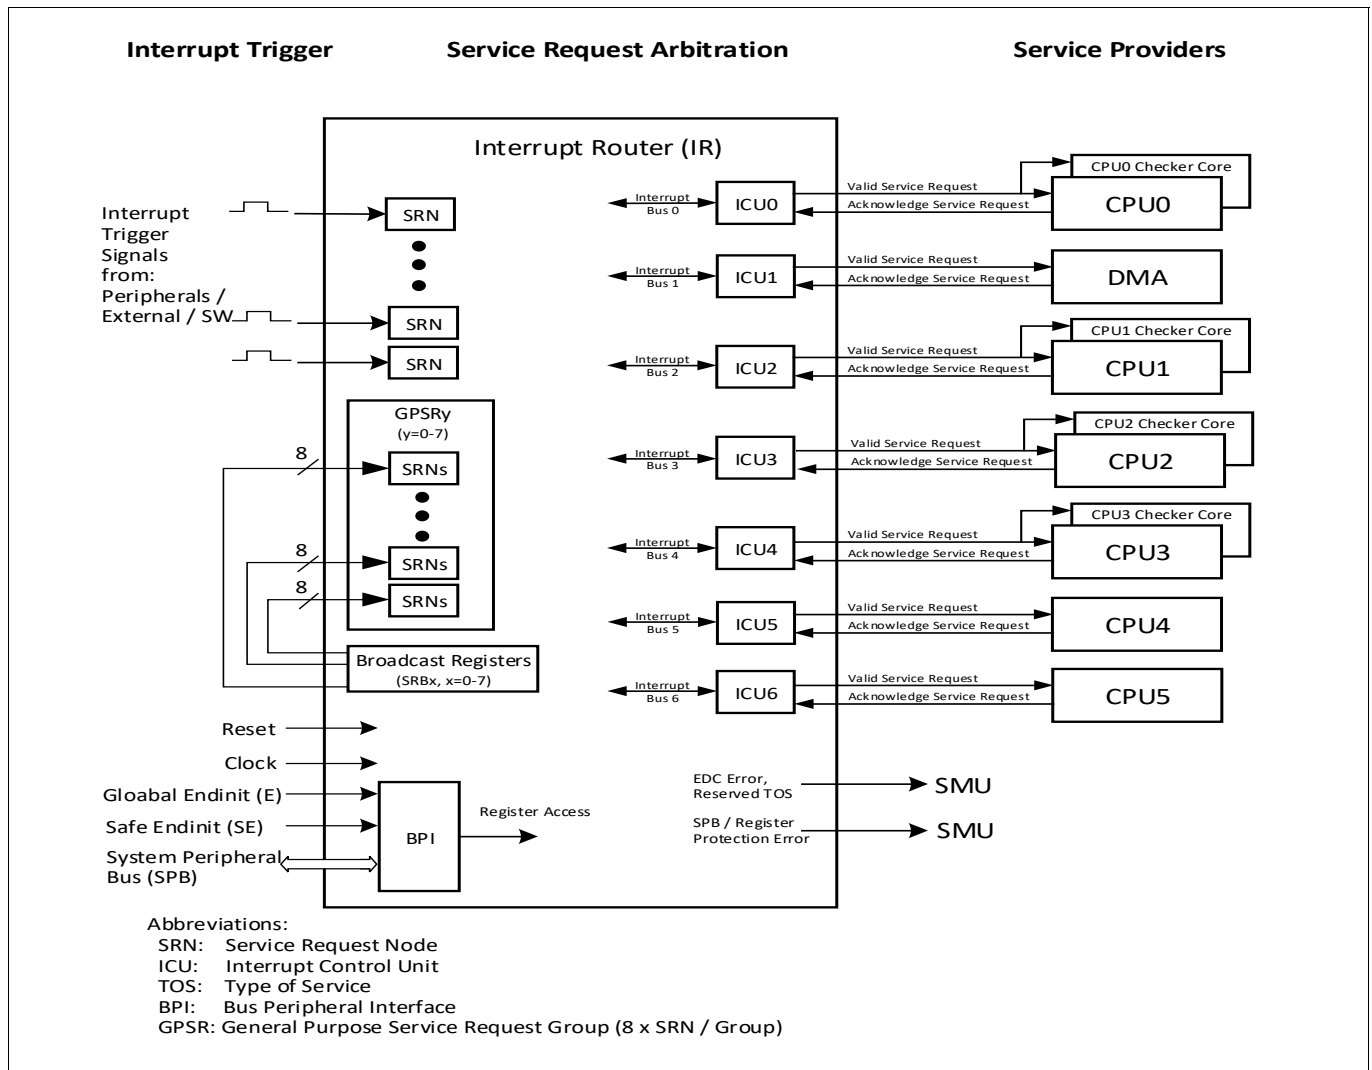 Interrupt Trigger
Service Request Arbitration
Service Providers
Interrupt Router (IR)
Interrupt
Trigger
Signals
from:
Peripherals /
External / SW
SRN
SRN
SRN
GPSRy
(y=0-7)
8
SRNs
8
SRNs
8
SRNs
Broadcast Registers
(SRBx, x=0-7)
Reset
Clock
Gloabal Endinit (E)
Safe Endinit (SE)
System Peripheral
Bus (SPB)
BPI
Register Access
Interrupt
Bus 0
ICU0
Valid Service Request
Acknowledge Service Request
CPU0 Checker Core
CPU0
Interrupt
Bus 1
ICU1
Valid Service Request
Acknowledge Service Request
DMA
Interrupt
Bus 2
ICU2
Valid Service Request
Acknowledge Service Request
CPU1 Checker Core
CPU1
Interrupt
Bus 3
ICU3
Valid Service Request
Acknowledge Service Request
CPU2 Checker Core
CPU2
Interrupt
Bus 4
ICU4
Valid Service Request
Acknowledge Service Request
CPU3 Checker Core
CPU3
Interrupt
Bus 5
ICU5
Valid Service Request
Acknowledge Service Request
CPU4
Interrupt
Bus 6
ICU6
Valid Service Request
Acknowledge Service Request
CPU5
EDC Error,
Reserved TOS
SMU
SPB / Register
Protection Error
SMU
Abbreviations:
SRN: Service Request Node
ICU: Interrupt Control Unit
TOS: Type of Service
BPI: Bus Peripheral Interface
GPSR: General Purpose Service Request Group (8 x SRN / Group)